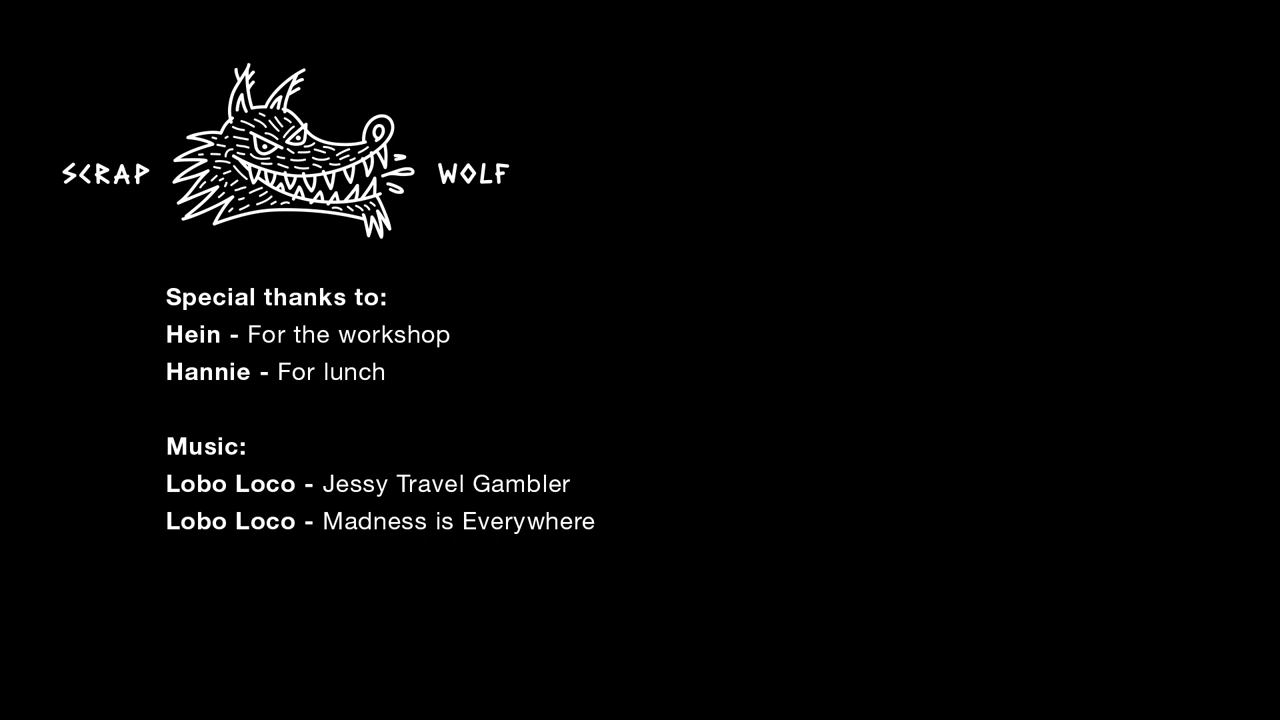 SCRAP WOLF
Special thanks to:
Hein - For the workshop
Hannie - For lunch
Music:
Lobo Loco - Jessy Travel Gambler
Lobo Loco - Madness is Everywhere